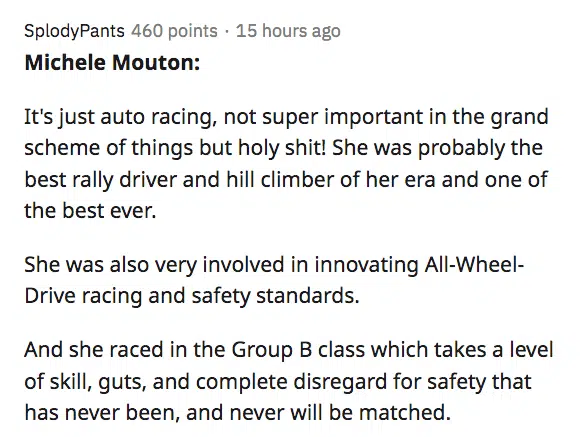 SplodyPants 460 points · 15 hours ago
Michele Mouton:
It's just auto racing, not super important in the grand
scheme of things but holy shit! She was probably the
best rally driver and hill climber of her era and one of
the best ever.
She was also very involved in innovating All-Wheel-
Drive racing and safety standards.
And she raced in the Group B class which takes a level
of skill, guts, and complete disregard for safety that
has never been, and never will be matched.